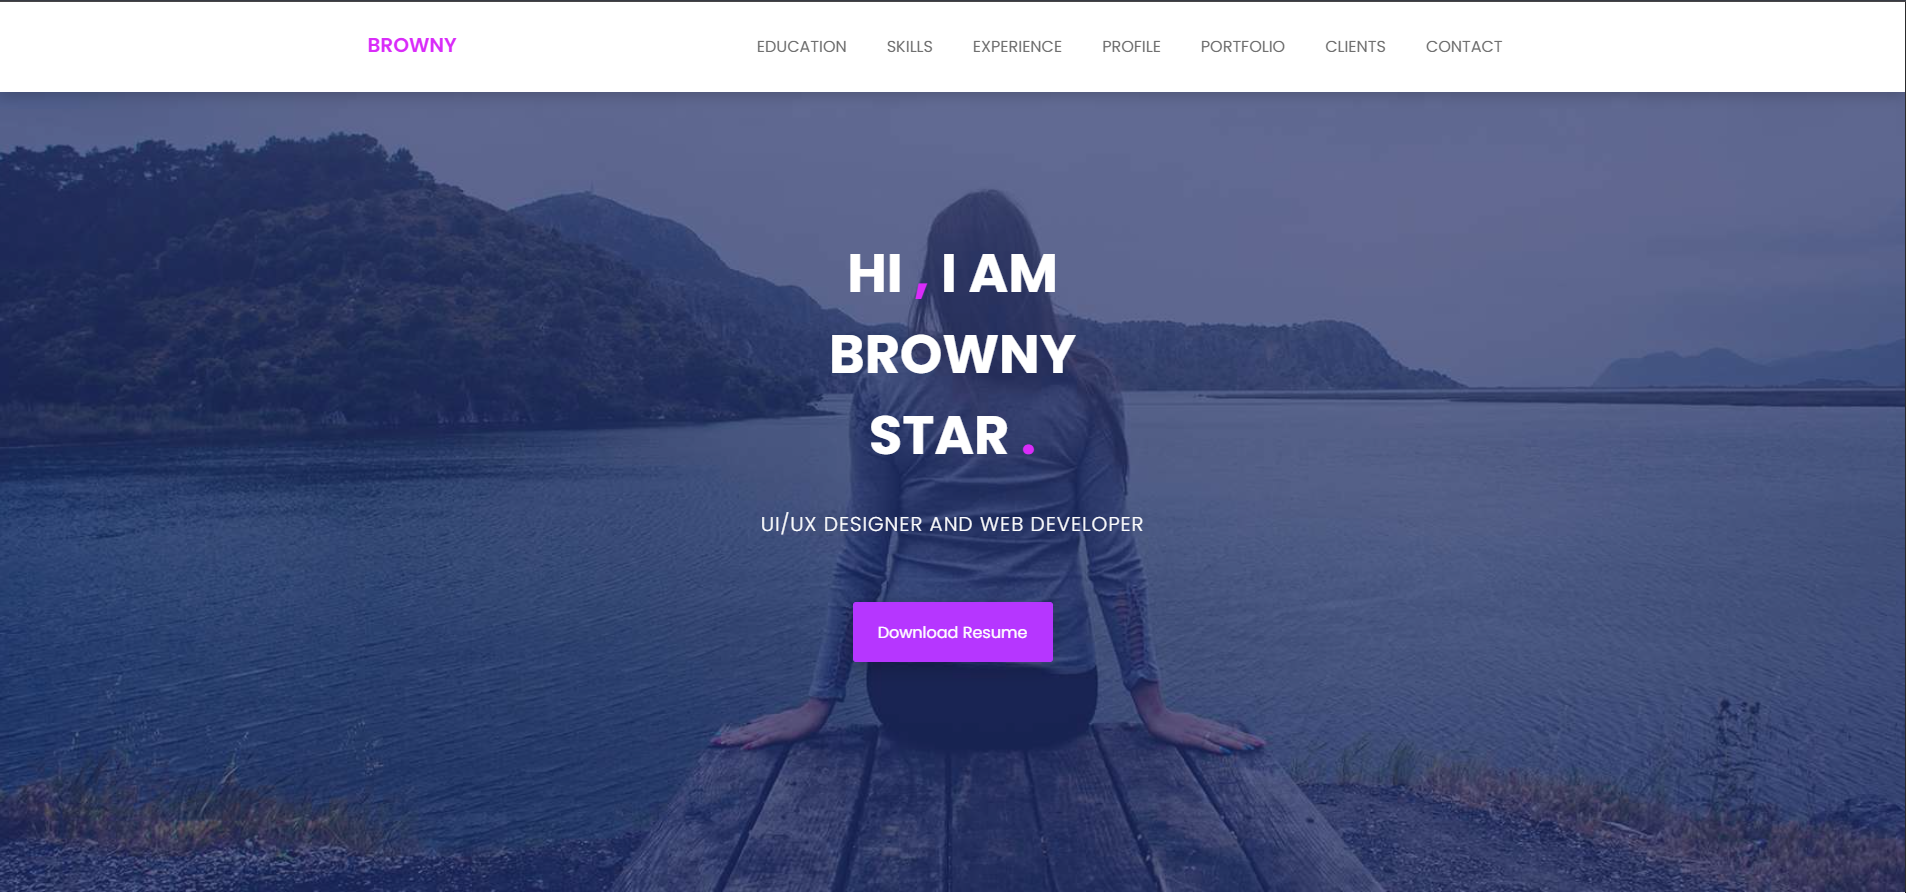 BROWNY EDUCATION SKILLS EXPERIENCE PROFILE PORTFOLIO CLIENTS CONTACT
HI , I AM
BROWNY
STAR .
UI/UX DESIGNER AND WEB DEVELOPER
Download Resume